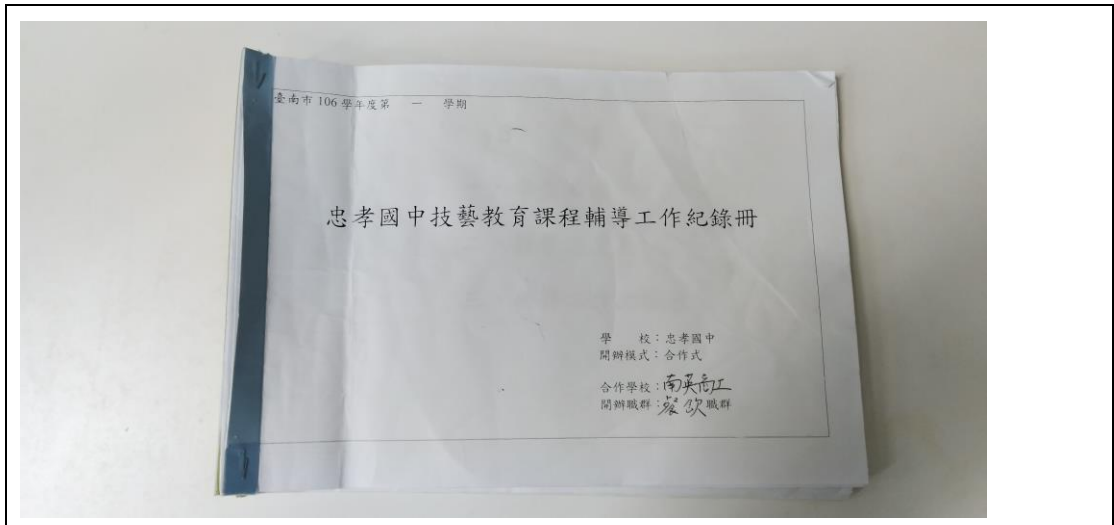 臺南市 106 學年度第 一 學期
忠孝國中技藝教育課程輔導工作紀錄冊
學 校：忠孝國中
開辦模式：合作式
合作學校：南英高工
開辦職群：餐飲職群